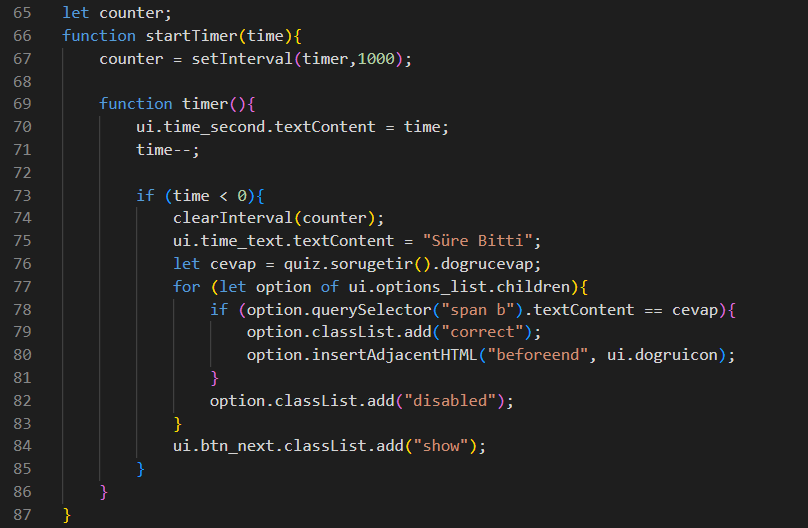 65 let counter;
66 function startTimer(time){
67     counter = setInterval(timer,1000);
68
69     function timer(){
70         ui.time_second.textContent = time;
71         time--;
72
73         if (time < 0){
74             clearInterval(counter);
75             ui.time_text.textContent = "Süre Bitti";
76             let cevap = quiz.sorugetir().dogrucevap;
77             for (let option of ui.options_list.children){
78                 if (option.querySelector("span b").textContent == cevap){
79                     option.classList.add("correct");
80                     option.insertAdjacentHTML("beforeend", ui.dogruicon);
81                 }
82                 option.classList.add("disabled");
83             }
84             ui.btn_next.classList.add("show");
85         }
86     }
87 }